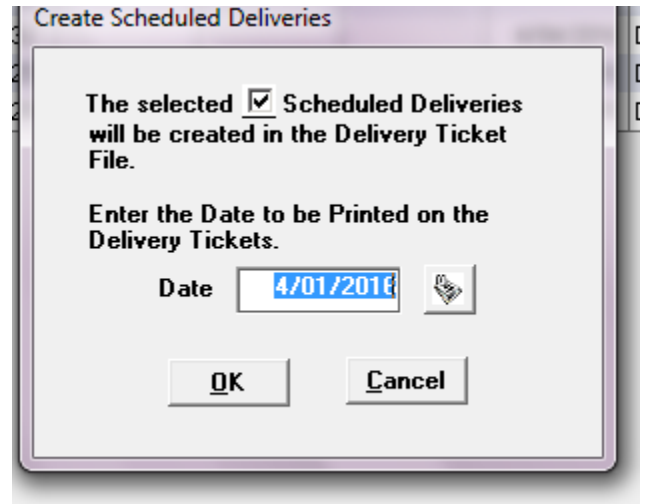 Create Scheduled Deliveries
The selected Scheduled Deliveries
will be created in the Delivery Ticket
File.
Enter the Date to be Printed on the
Delivery Tickets.
Date 4/01/2016
OK Cancel